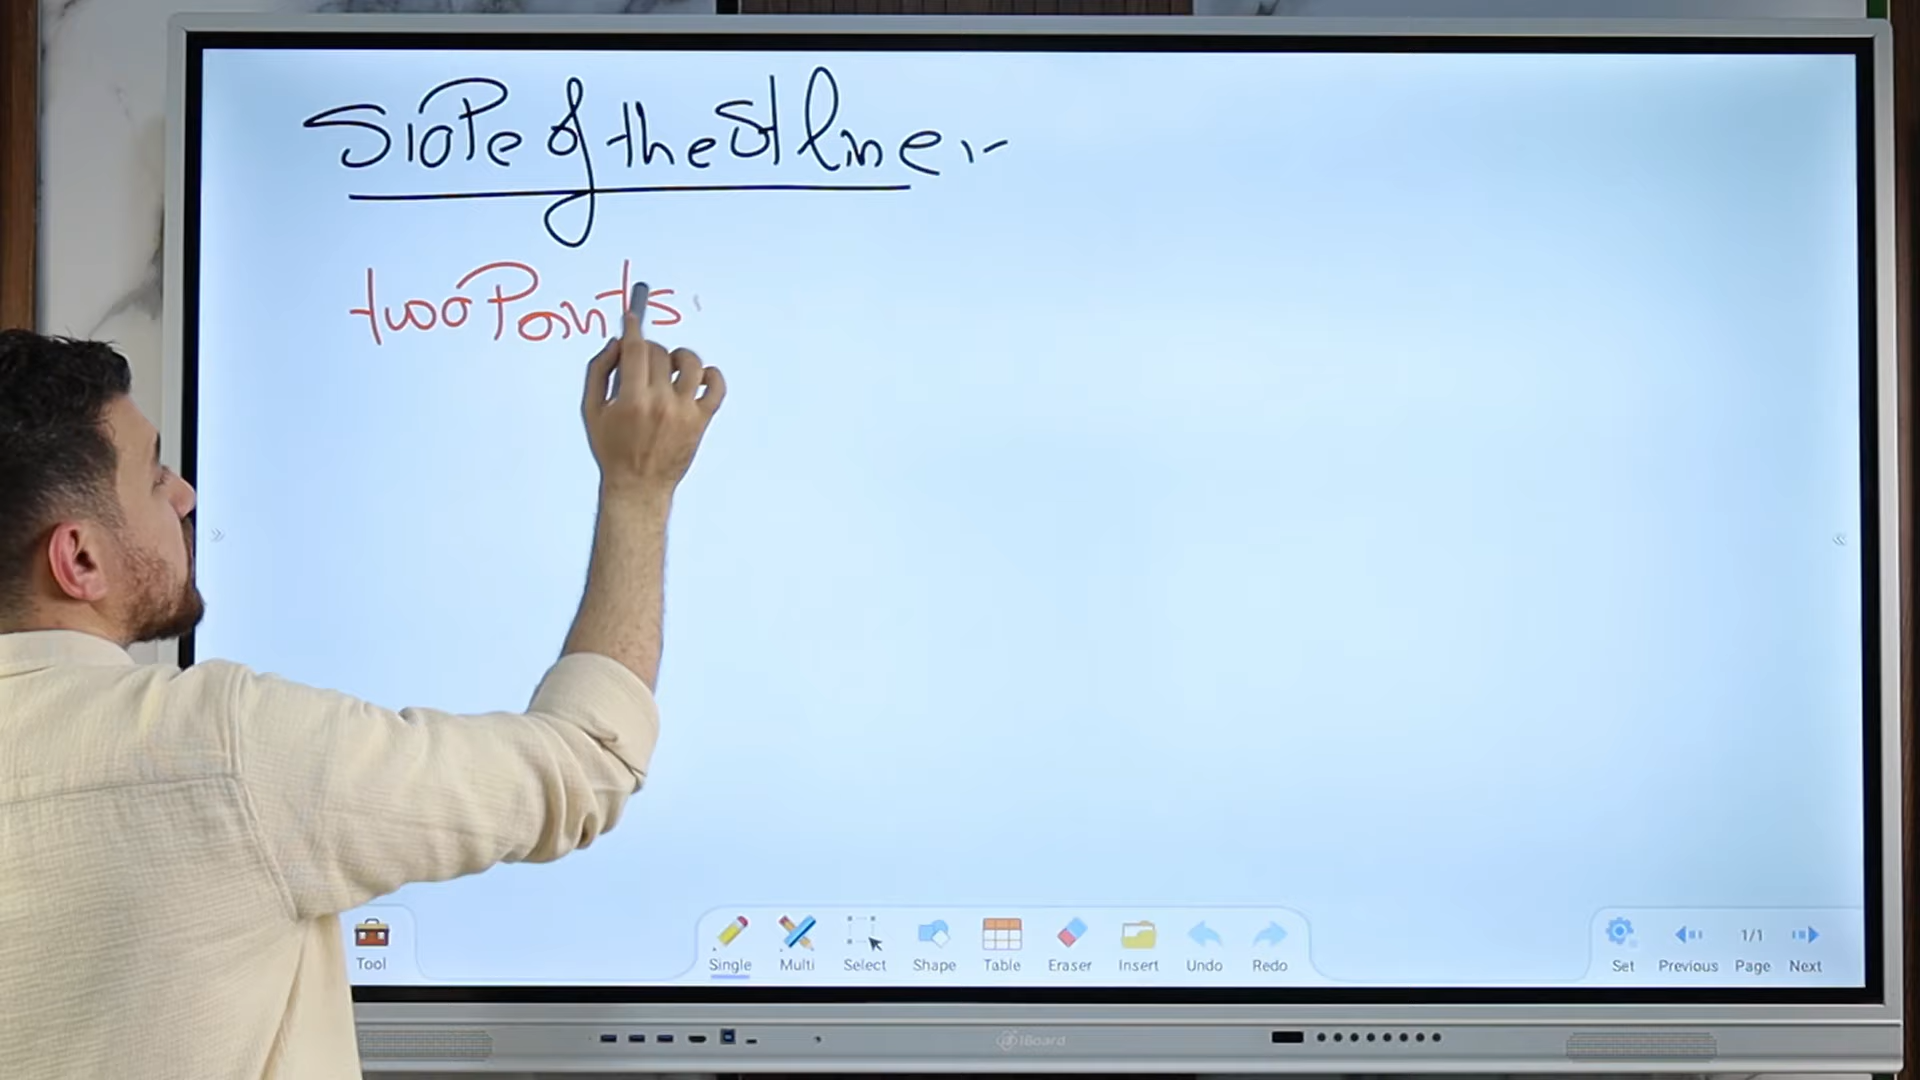 Slope of the St line :-
two Points
Tool
Single Multi Select Shape Table Eraser Insert Undo Redo
1/1
Set Previous Page Next
iBoard